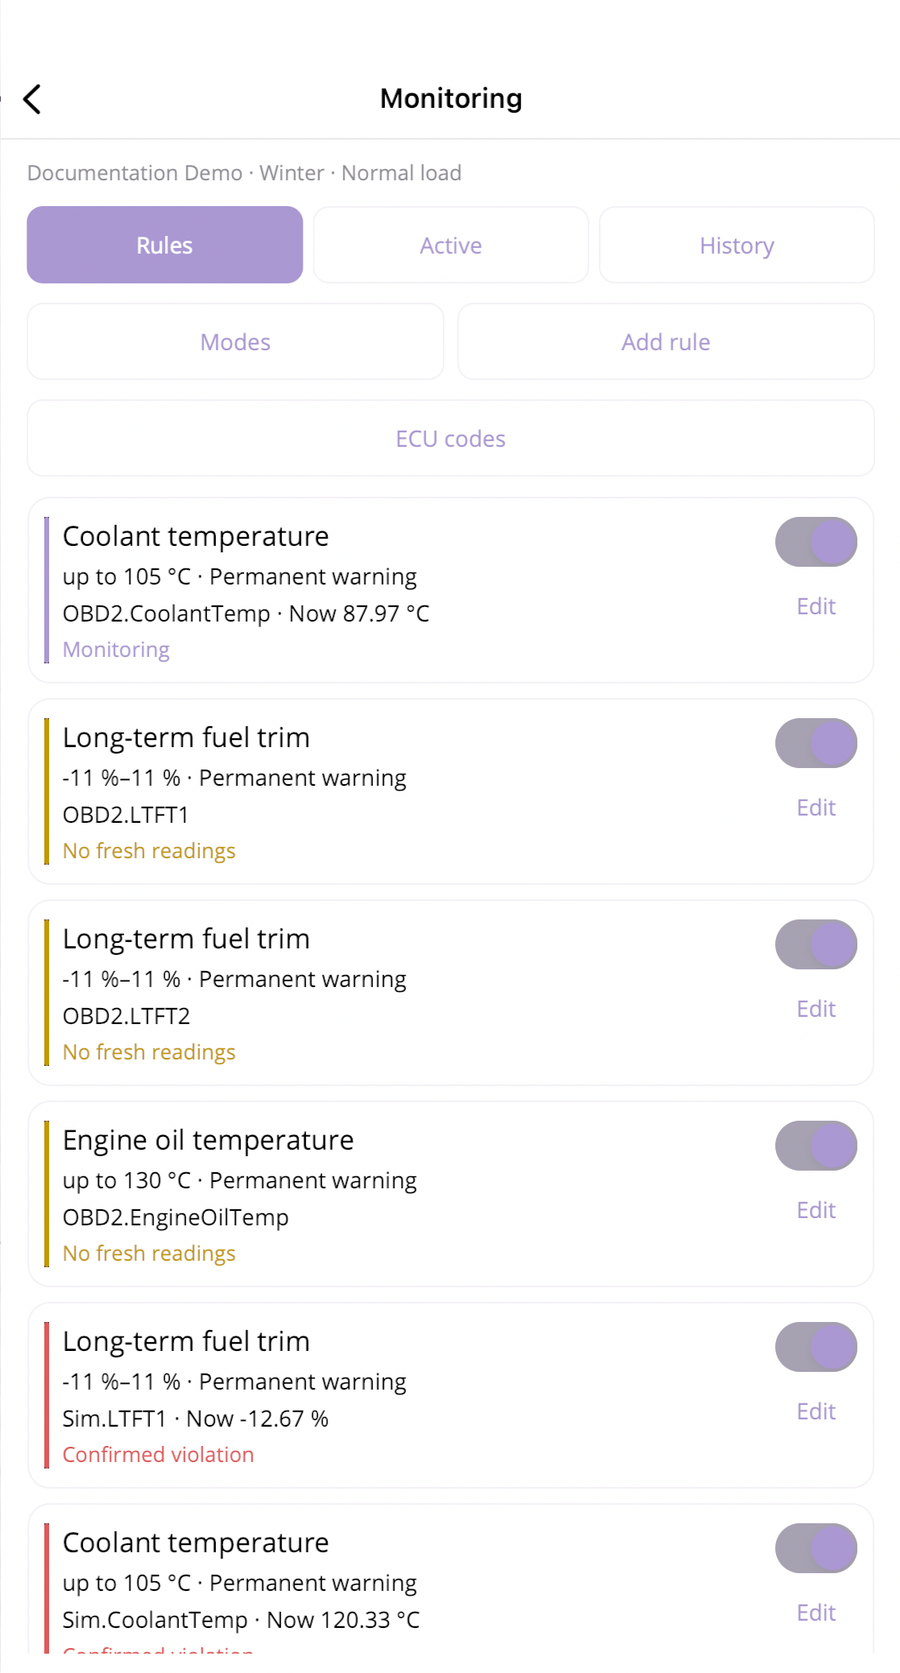 Monitoring
Documentation Demo · Winter · Normal load
Rules
Active
History
Modes
Add rule
ECU codes
Coolant temperature
up to 105 °C · Permanent warning
OBD2.CoolantTemp · Now 87.97 °C
Monitoring
Edit
Long-term fuel trim
-11 %–11 % · Permanent warning
OBD2.LTFT1
No fresh readings
Edit
Long-term fuel trim
-11 %–11 % · Permanent warning
OBD2.LTFT2
No fresh readings
Edit
Engine oil temperature
up to 130 °C · Permanent warning
OBD2.EngineOilTemp
No fresh readings
Edit
Long-term fuel trim
-11 %–11 % · Permanent warning
Sim.LTFT1 · Now -12.67 %
Confirmed violation
Edit
Coolant temperature
up to 105 °C · Permanent warning
Sim.CoolantTemp · Now 120.33 °C
Confirmed violation
Edit